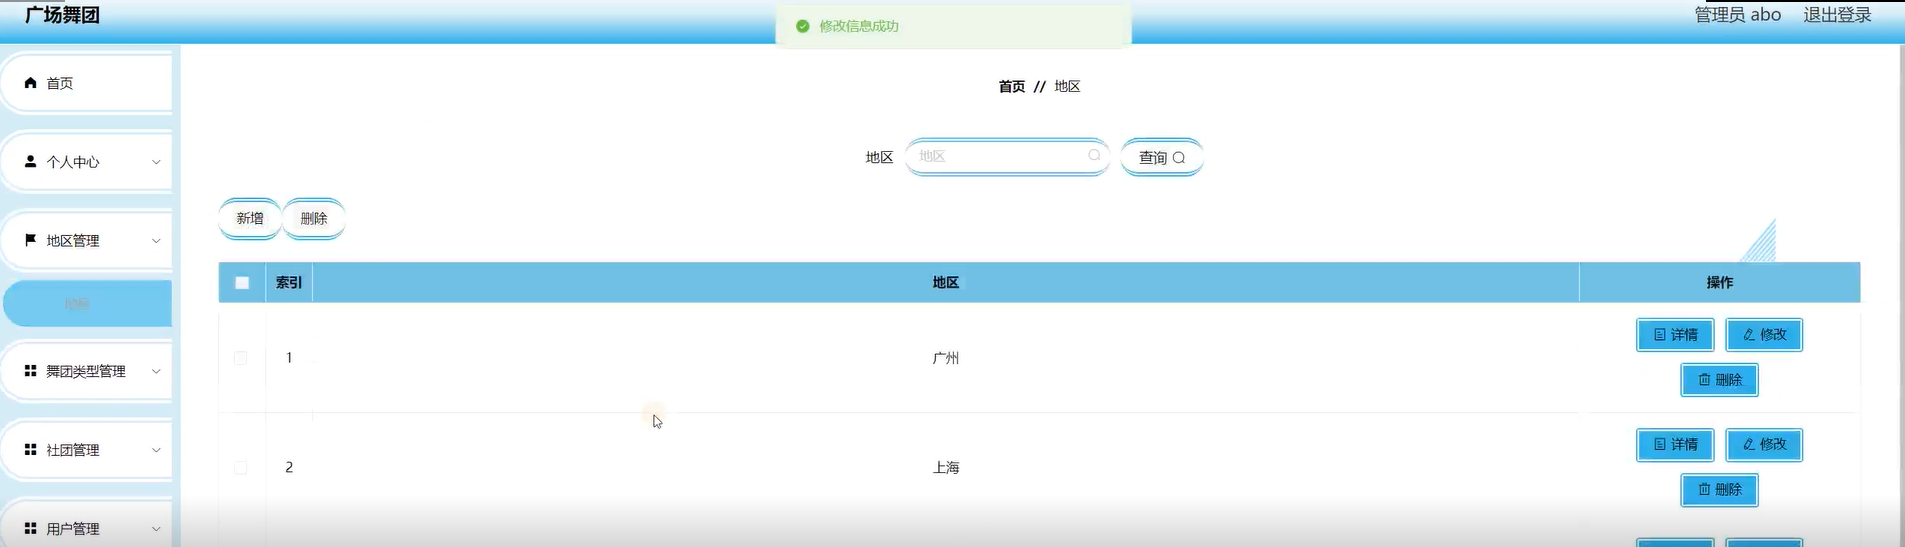 广场舞团
修改信息成功
管理员 abo 退出登录
首页
首页 // 地区
个人中心
地区 地区 查询
新增 删除
地区管理
索引 地区 操作
地区
1 广州 详情 修改
删除
舞团类型管理
2 上海 详情 修改
社团管理
删除
用户管理